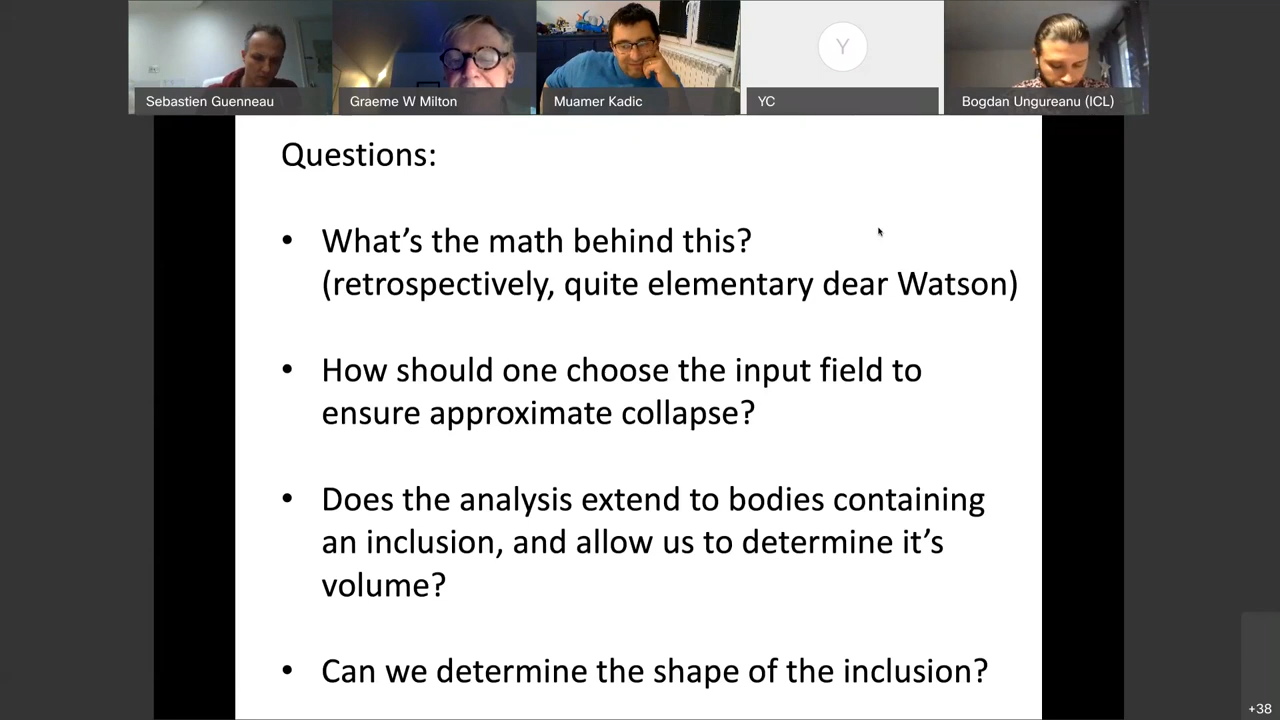 Sebastien Guenneau
Graeme W Milton
Muamer Kadic
Y
YC
Bogdan Ungureanu (ICL)
Questions:
• What’s the math behind this?
(retrospectively, quite elementary dear Watson)
• How should one choose the input field to
ensure approximate collapse?
• Does the analysis extend to bodies containing
an inclusion, and allow us to determine it’s
volume?
• Can we determine the shape of the inclusion?
+38